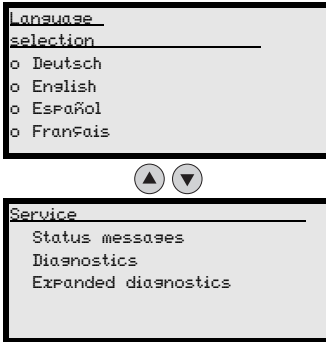 Language
selection
o Deutsch
o English
o Español
o Français
Service
Status messages
Diagnostics
Expanded diagnostics